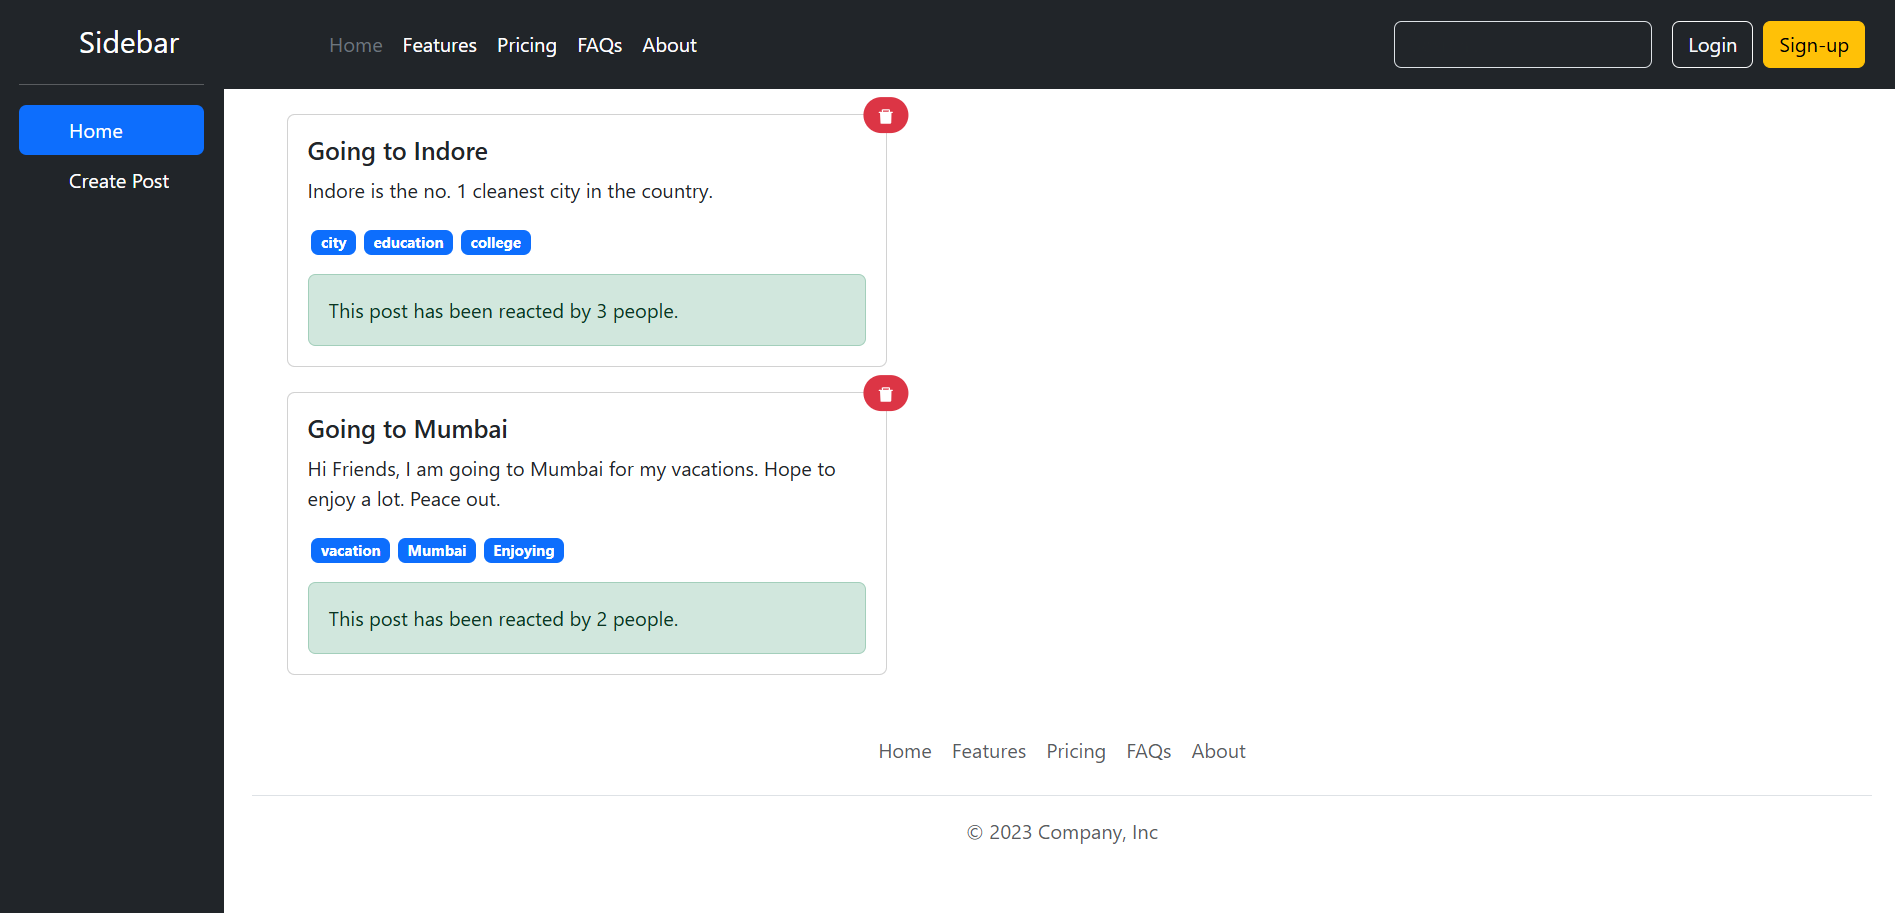 Sidebar
Home
Create Post
Home Features Pricing FAQs About
Login Sign-up
Going to Indore
Indore is the no. 1 cleanest city in the country.
city education college
This post has been reacted by 3 people.
Going to Mumbai
Hi Friends, I am going to Mumbai for my vacations. Hope to
enjoy a lot. Peace out.
vacation Mumbai Enjoying
This post has been reacted by 2 people.
Home Features Pricing FAQs About
© 2023 Company, Inc